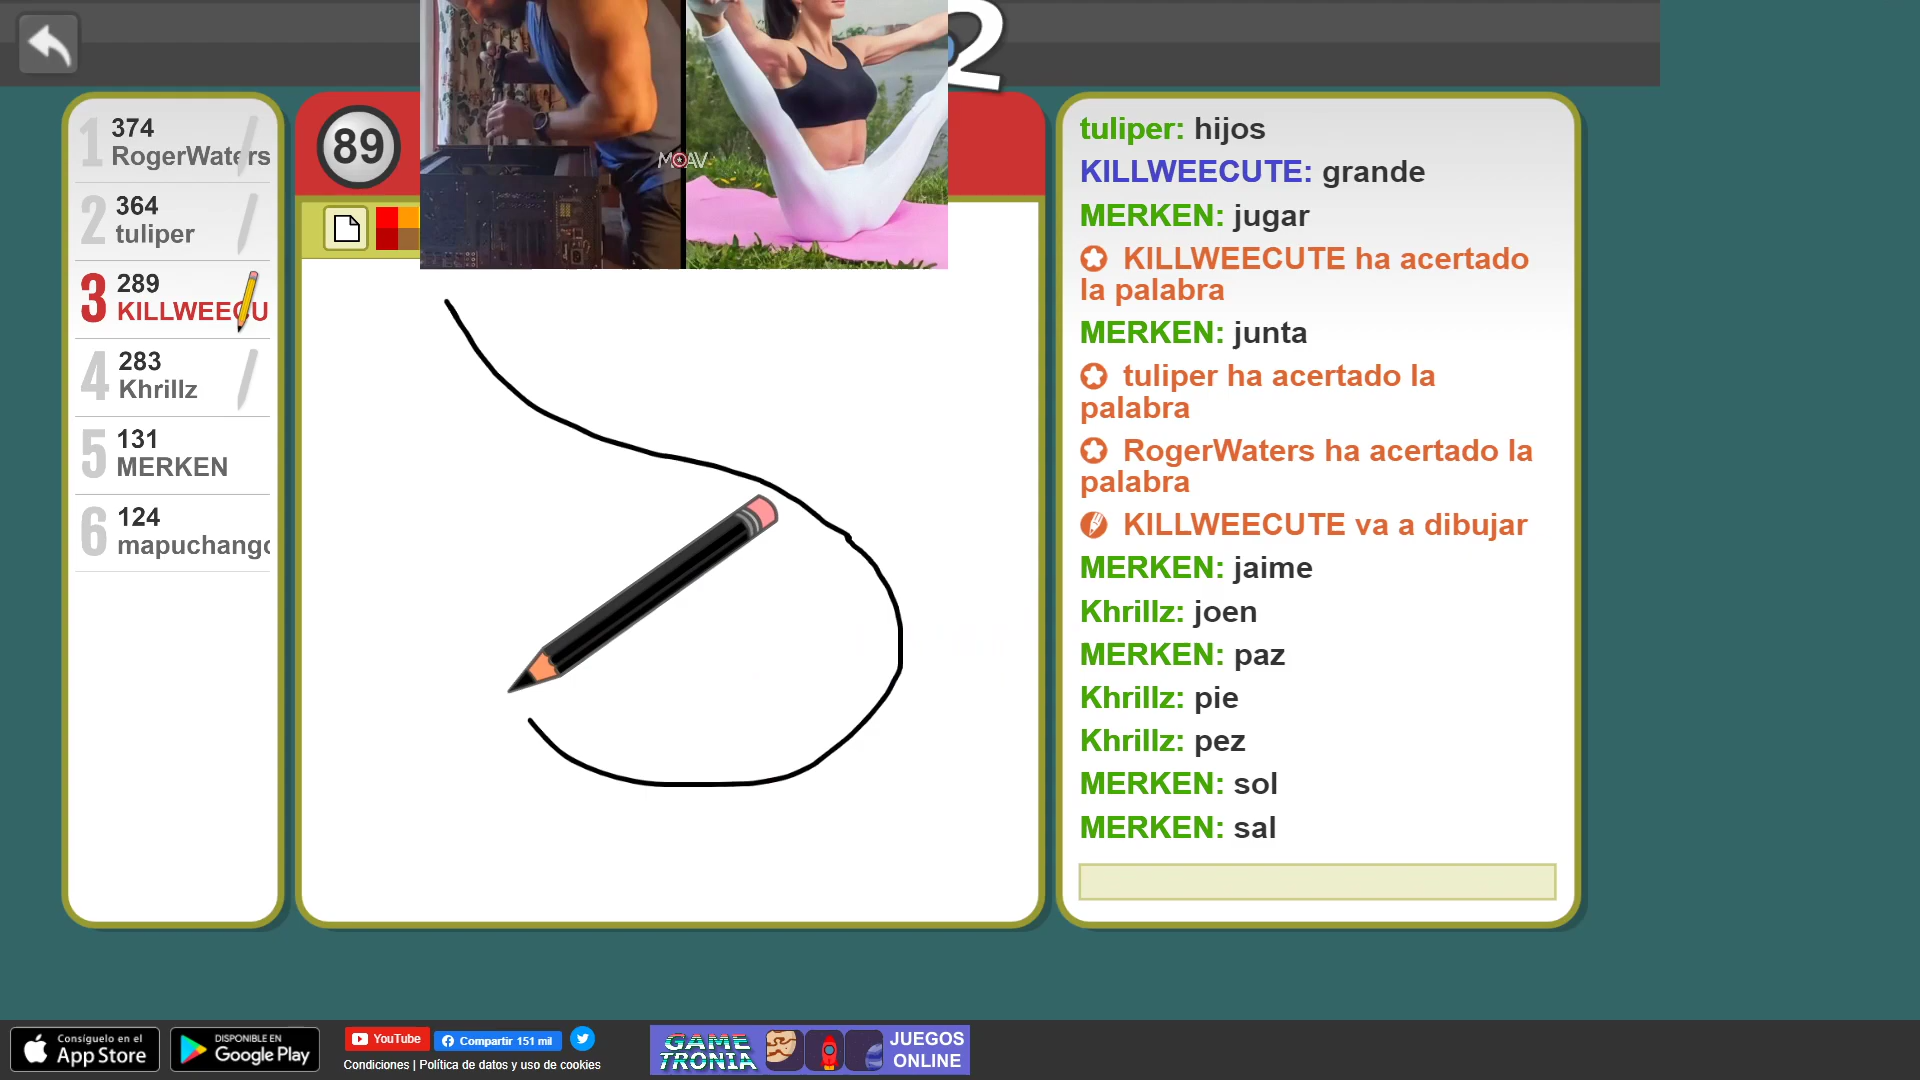 2
89
MOAV
1 374
RogerWaters
2 364
tuliper
3 289
KILLWEECU
4 283
Khrillz
5 131
MERKEN
6 124
mapuchango
tuliper: hijos
KILLWEECUTE: grande
MERKEN: jugar
KILLWEECUTE ha acertado
la palabra
MERKEN: junta
tuliper ha acertado la
palabra
RogerWaters ha acertado la
palabra
KILLWEECUTE va a dibujar
MERKEN: jaime
Khrillz: joen
MERKEN: paz
Khrillz: pie
Khrillz: pez
MERKEN: sol
MERKEN: sal
Consíguelo en el
App Store
DISPONIBLE EN
Google Play
YouTube
Compartir 151 mil
Condiciones | Política de datos y uso de cookies
GAME
TRONIA
JUEGOS
ONLINE